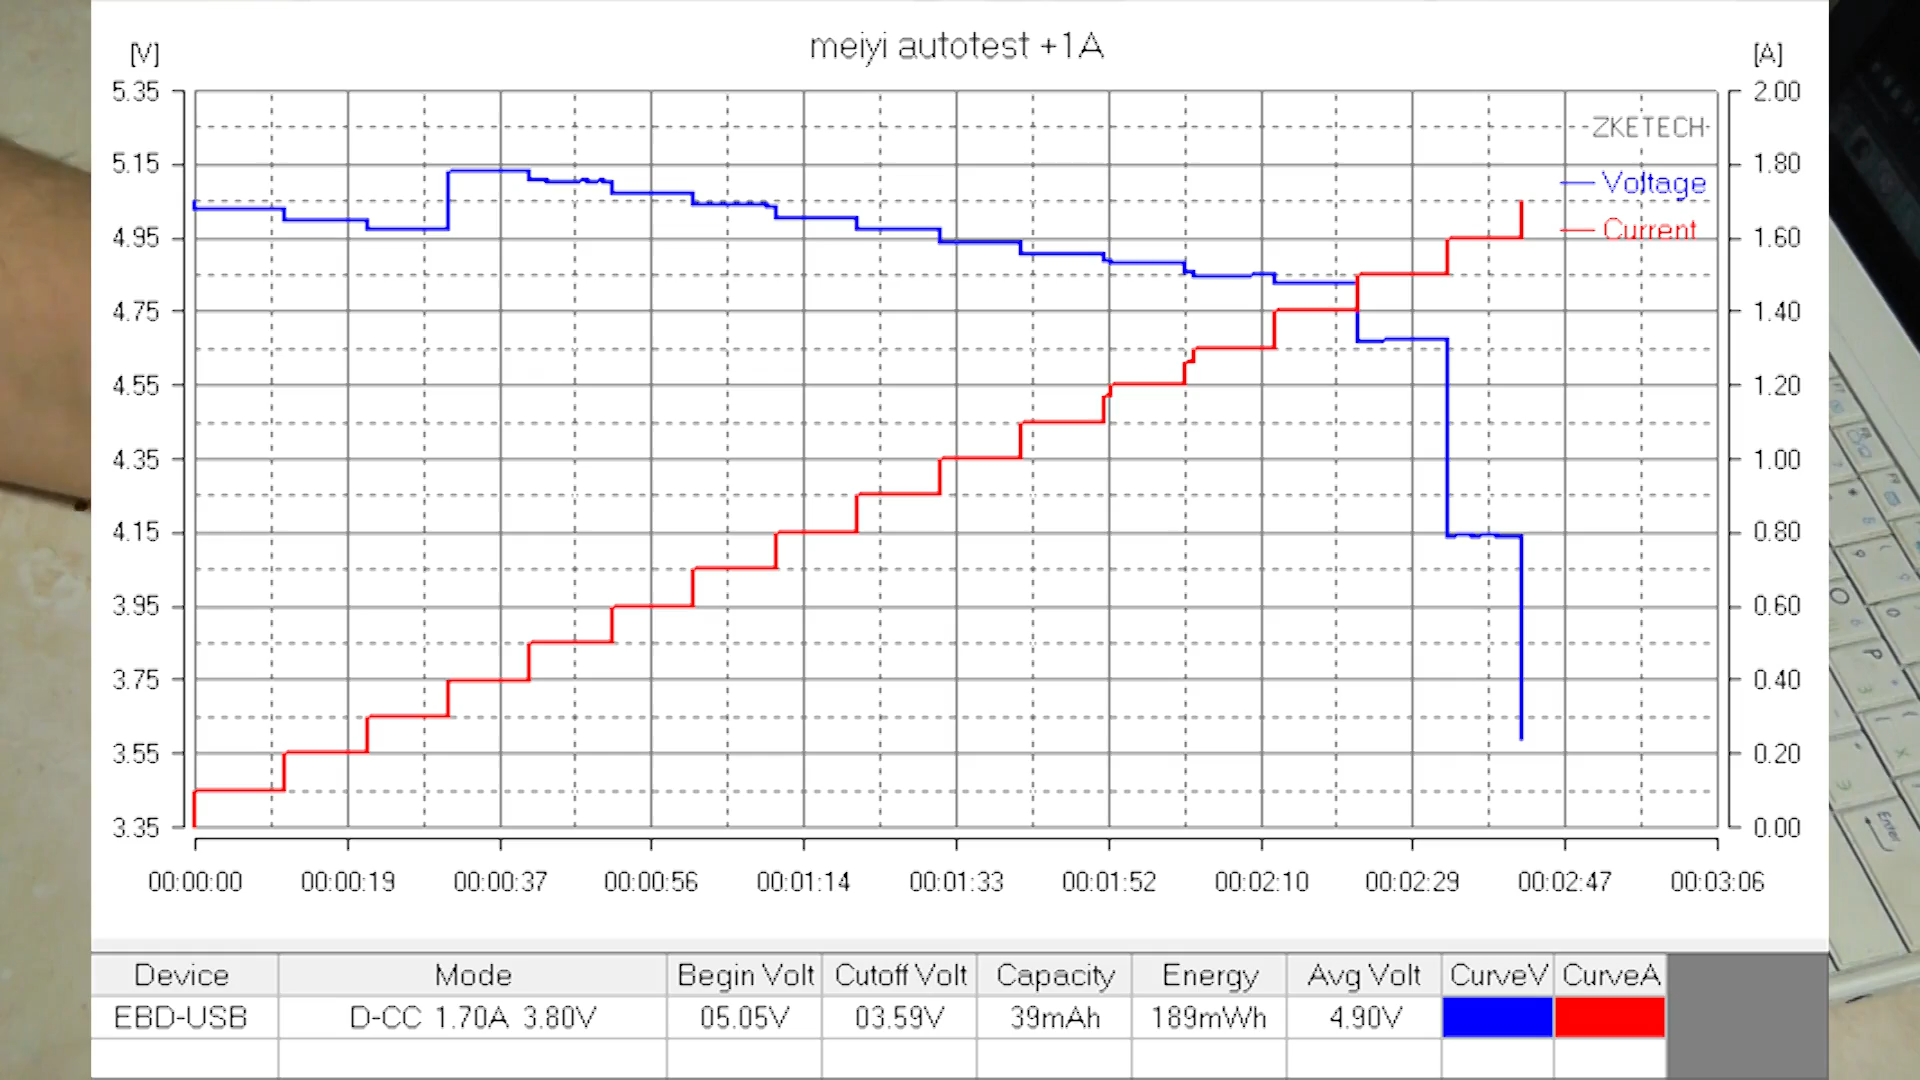 meiyi autotest +1A
[V]
[A]
5.35
5.15
4.95
4.75
4.55
4.35
4.15
3.95
3.75
3.55
3.35
2.00
1.80
1.60
1.40
1.20
1.00
0.80
0.60
0.40
0.20
0.00
ZKETECH
Voltage
Current
00:00:00 00:00:19 00:00:37 00:00:56 00:01:14 00:01:33 00:01:52 00:02:10 00:02:29 00:02:47 00:03:06
Device Mode Begin Volt Cutoff Volt Capacity Energy Avg Volt CurveV CurveA
EBD-USB D-CC 1.70A 3.80V 05.05V 03.59V 39mAh 189mWh 4.90V
Enter